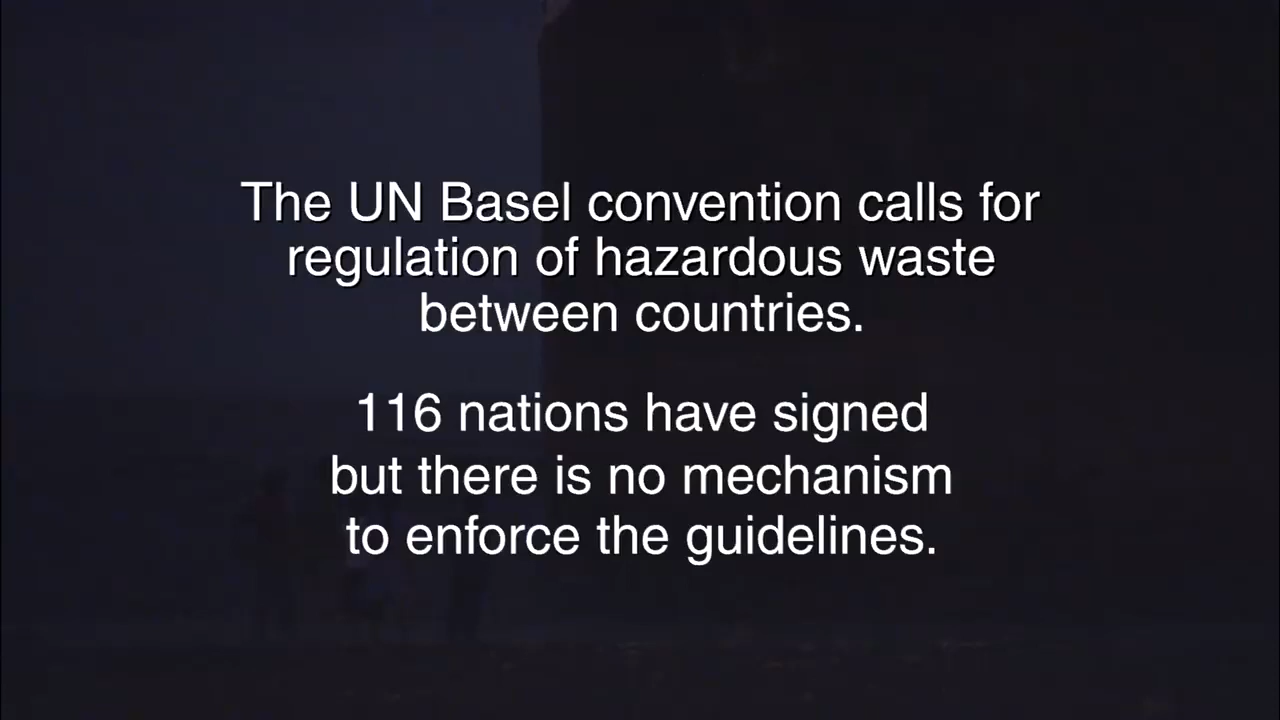 The UN Basel convention calls for
regulation of hazardous waste
between countries.
116 nations have signed
but there is no mechanism
to enforce the guidelines.